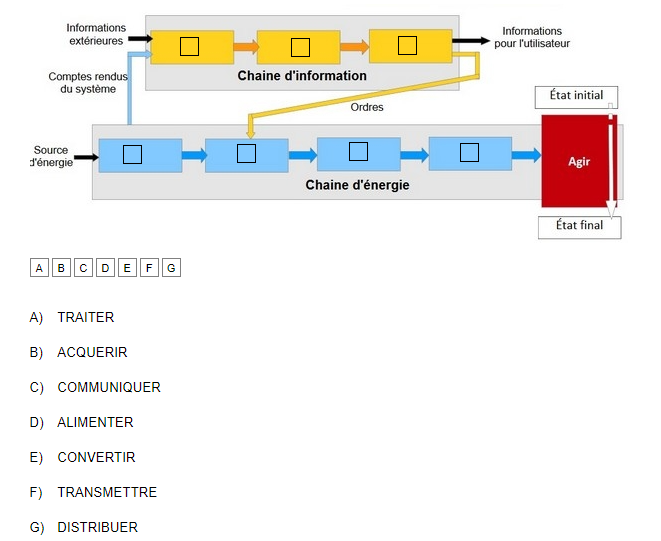 Informations
extérieures
Informations
pour l'utilisateur
Chaine d'information
Comptes rendus
du système
Ordres
État initial
Source
d'énergie
Agir
Chaine d'énergie
État final
A B C D E F G
A) TRAITER
B) ACQUERIR
C) COMMUNIQUER
D) ALIMENTER
E) CONVERTIR
F) TRANSMETTRE
G) DISTRIBUER